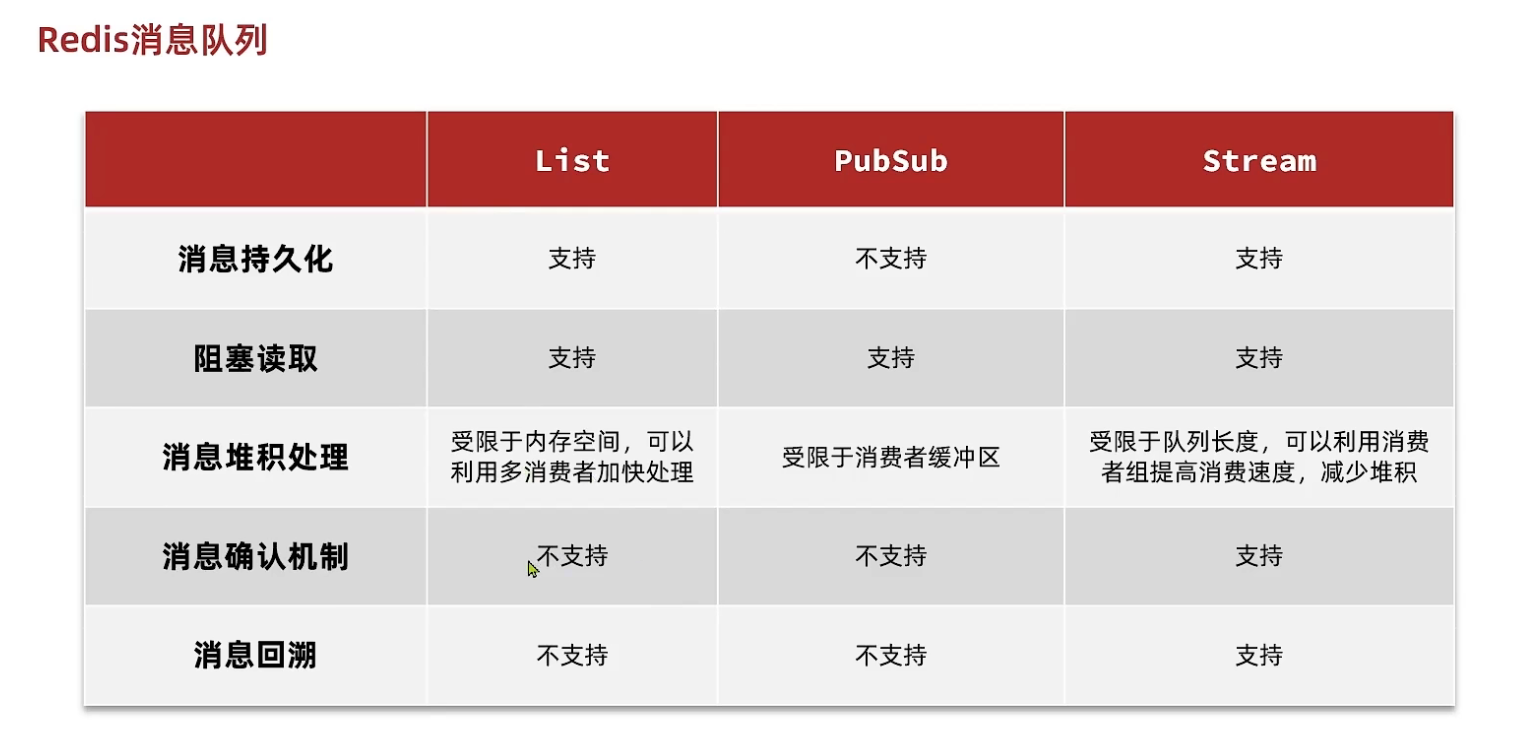 Redis消息队列
List PubSub Stream
消息持久化 支持 不支持 支持
阻塞读取 支持 支持 支持
消息堆积处理 受限于内存空间，可以 受限于消费者缓冲区 受限于队列长度，可以利用消费
利用多消费者加快处理 者组提高消费速度，减少堆积
消息确认机制 不支持 不支持 支持
消息回溯 不支持 不支持 支持